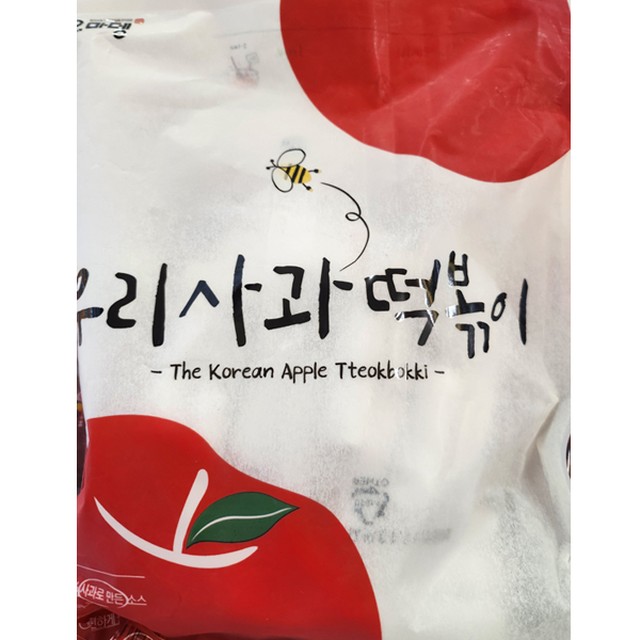 우리사과떡볶이
- The Korean Apple Tteokbokki -
사과로 만든 소스